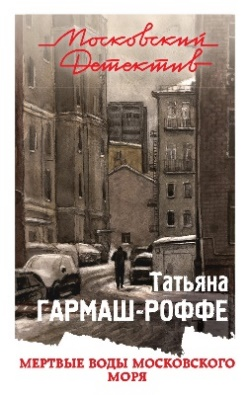 Московский
Детектив
Татьяна
ГАРМАШ-РОФФЕ
МЕРТВЫЕ ВОДЫ МОСКОВСКОГО
МОРЯ